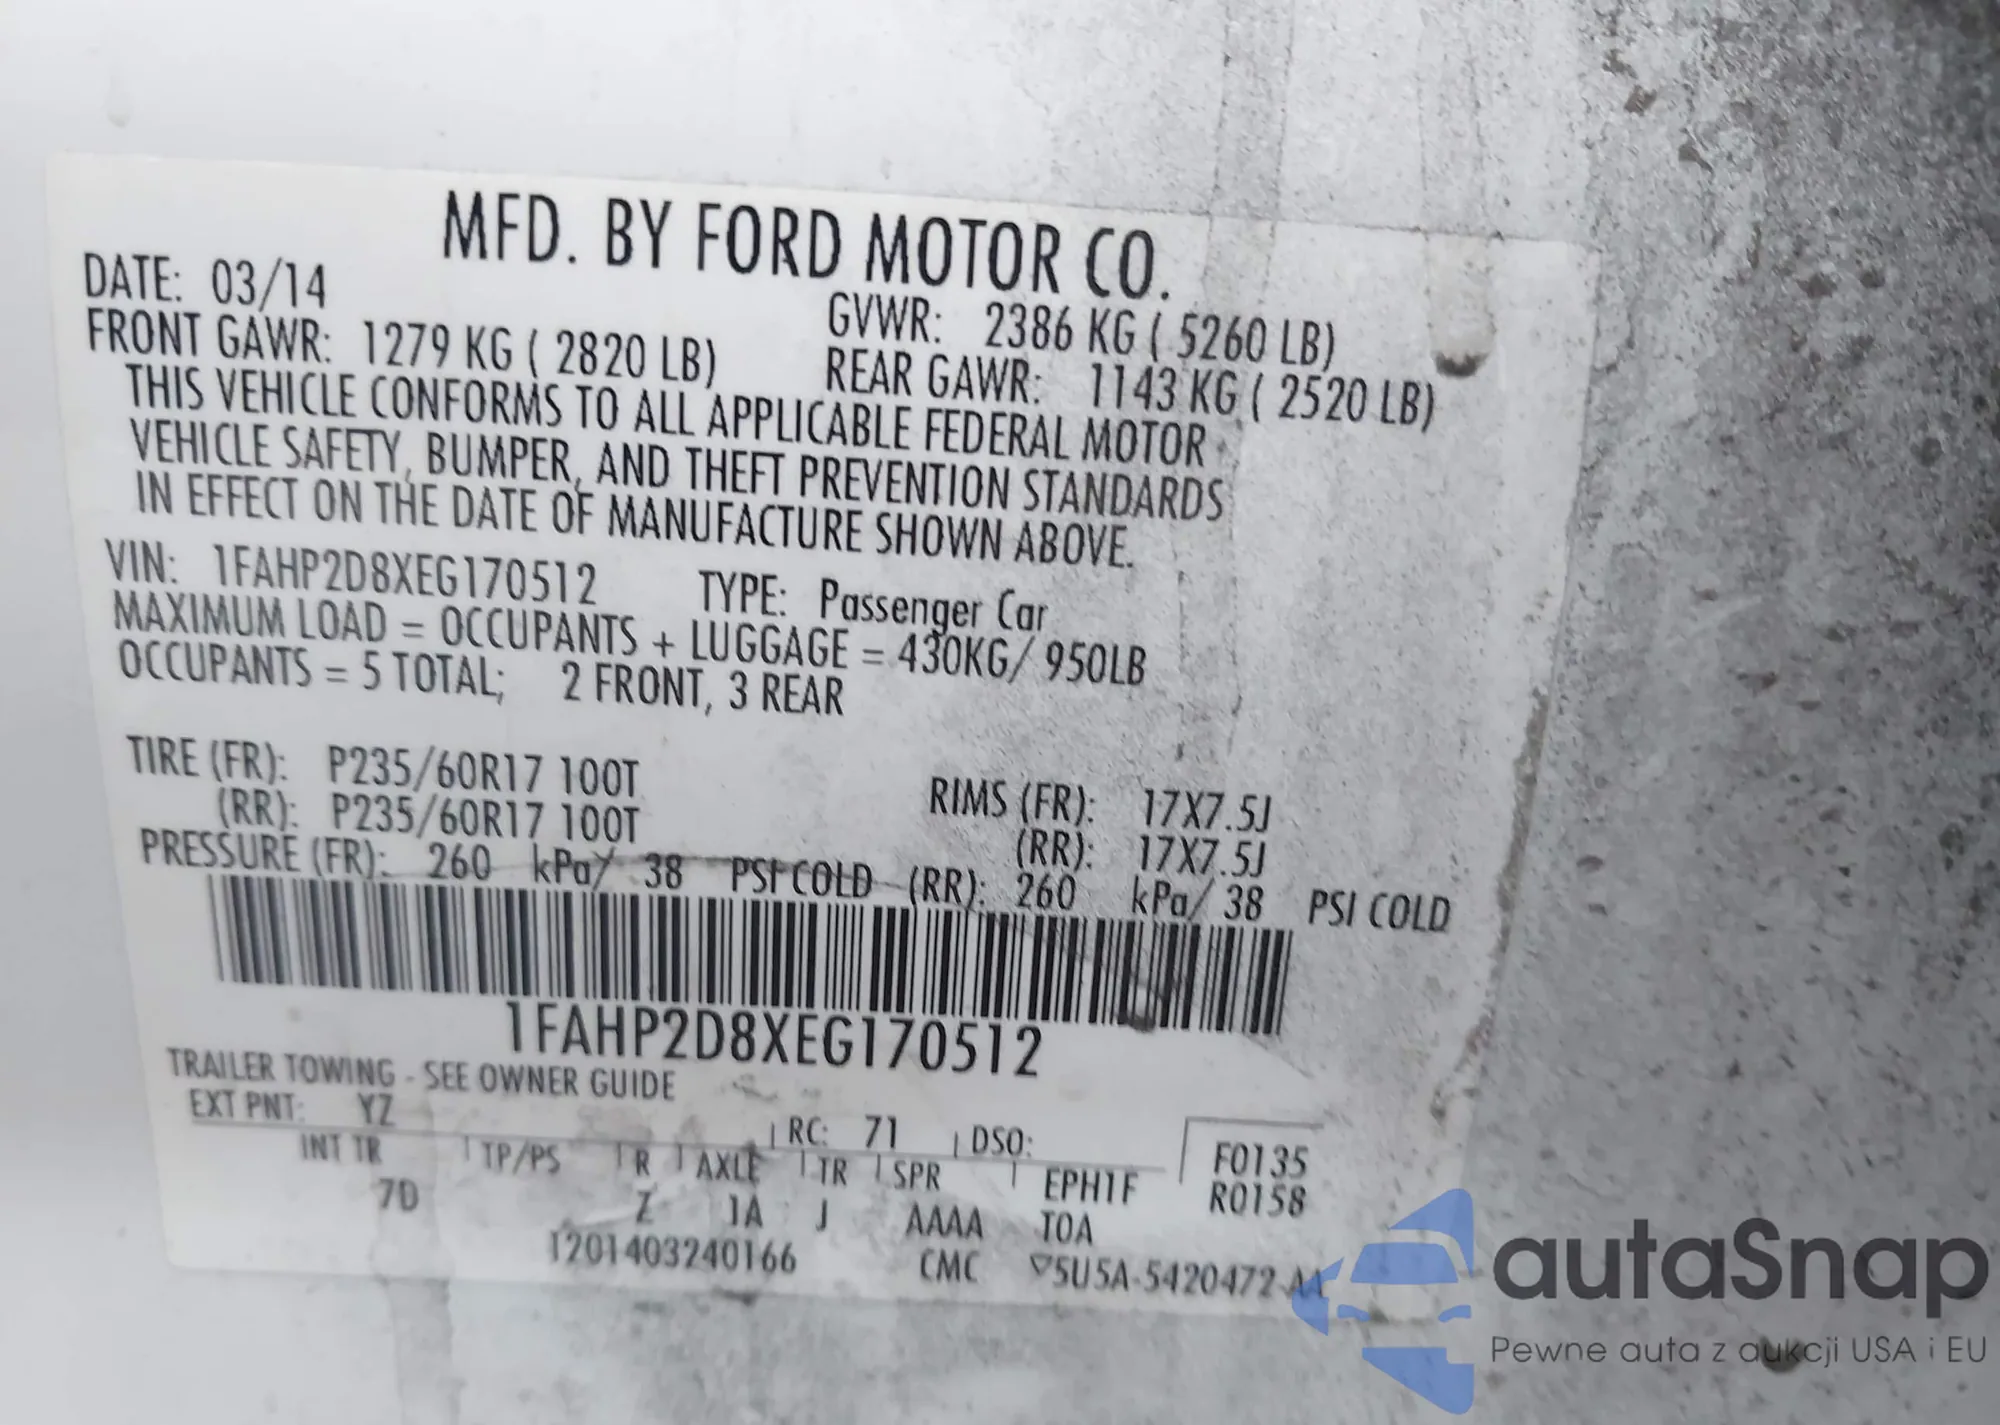 MFD. BY FORD MOTOR CO.
DATE: 03/14
GVWR: 2386 KG ( 5260 LB)
FRONT GAWR: 1279 KG ( 2820 LB)
REAR GAWR: 1143 KG ( 2520 LB)
THIS VEHICLE CONFORMS TO ALL APPLICABLE FEDERAL MOTOR
VEHICLE SAFETY, BUMPER, AND THEFT PREVENTION STANDARDS
IN EFFECT ON THE DATE OF MANUFACTURE SHOWN ABOVE.
VIN: 1FAHP2D8XEG170512 TYPE: Passenger Car
MAXIMUM LOAD = OCCUPANTS + LUGGAGE = 430KG/ 950LB
OCCUPANTS = 5 TOTAL; 2 FRONT, 3 REAR
TIRE (FR): P235/60R17 100T RIMS (FR): 17X7.5J
(RR): P235/60R17 100T (RR): 17X7.5J
PRESSURE (FR): 260 kPa/ 38 PSI COLD (RR): 260 kPa/ 38 PSI COLD
1FAHP2D8XEG170512
TRAILER TOWING - SEE OWNER GUIDE
EXT PNT: YZ RC: 71 DSO: F0135
INT TR TP/PS R AXLE TR SPR EPH1F R0158
7D Z 1A J AAAA TOA
T201403240166 CMC ▽5U5A-5420472-AA
autaSnap
Pewne auta z aukcji USA i EU